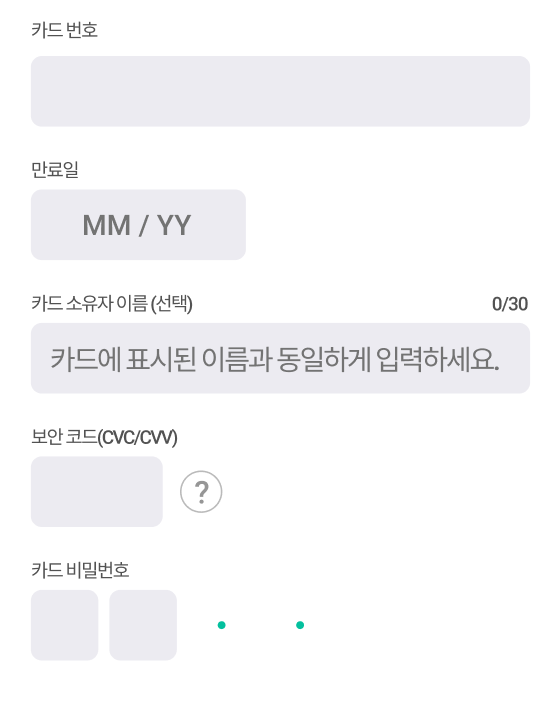 카드 번호
만료일
MM / YY
카드 소유자 이름 (선택) 0/30
카드에 표시된 이름과 동일하게 입력하세요.
보안 코드(CVC/CVV)
?
카드 비밀번호